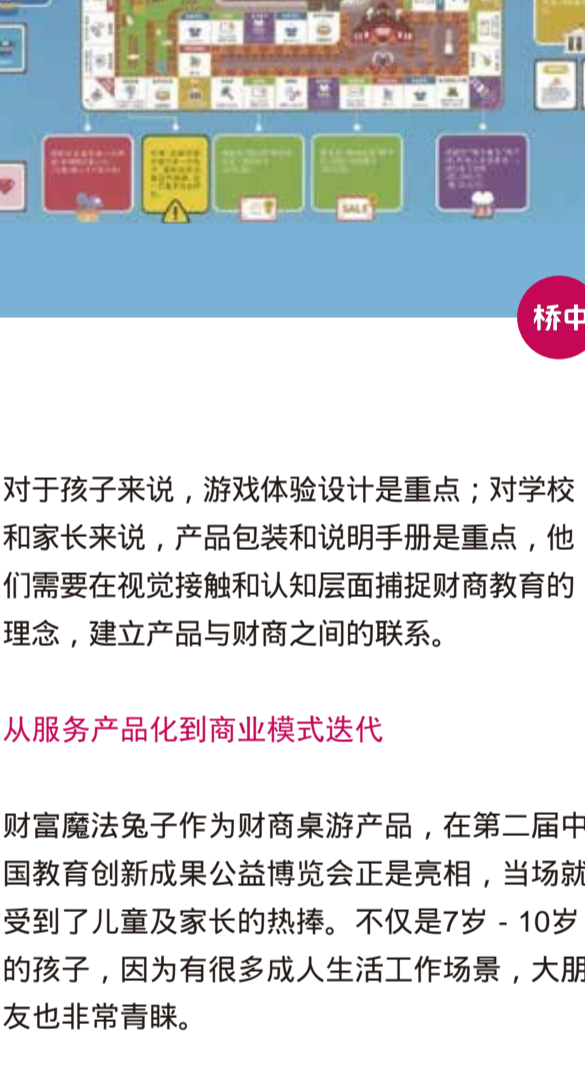 SALE
桥中
对于孩子来说，游戏体验设计是重点；对学校
和家长来说，产品包装和说明手册是重点，他
们需要在视觉接触和认知层面捕捉财商教育的
理念，建立产品与财商之间的联系。
从服务产品化到商业模式迭代
财富魔法兔子作为财商桌游产品，在第二届中
国教育创新成果公益博览会正是亮相，当场就
受到了儿童及家长的热捧。不仅是7岁 - 10岁
的孩子，因为有很多成人生活工作场景，大朋
友也非常青睐。